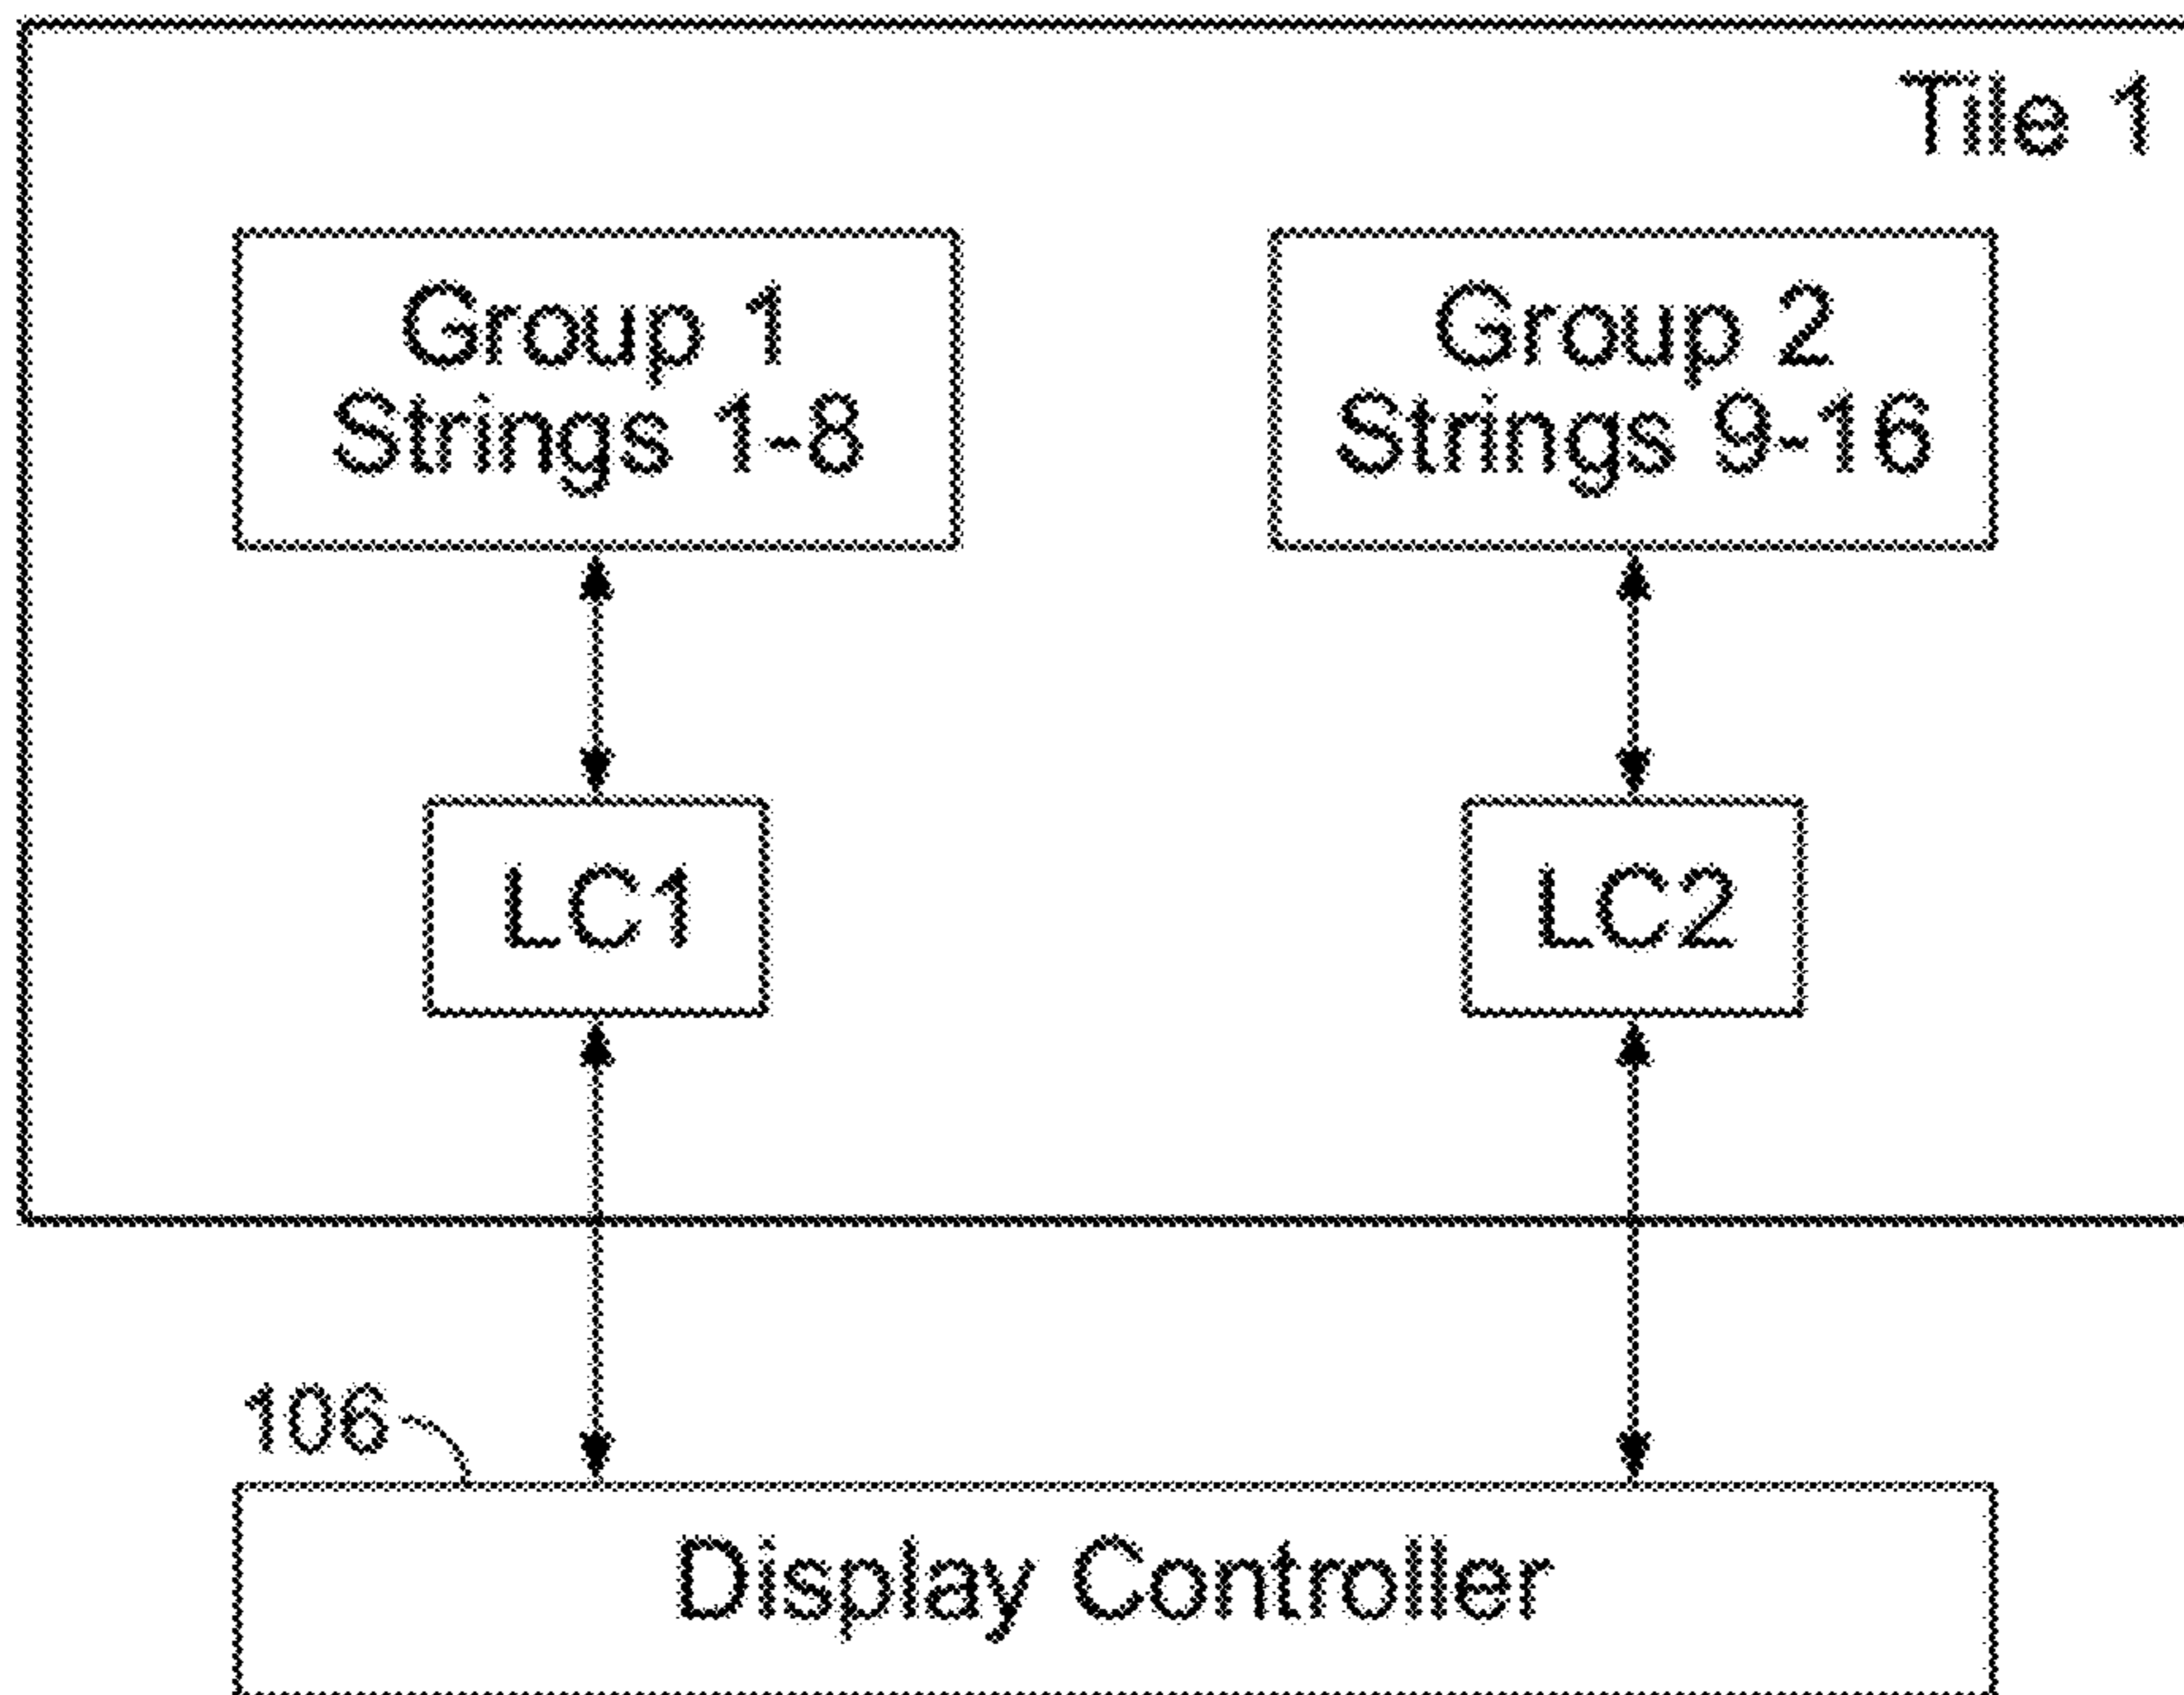 Tile 1
Group 1
Strings 1-8
Group 2
Strings 9-16
LC1
LC2
106
Display Controller